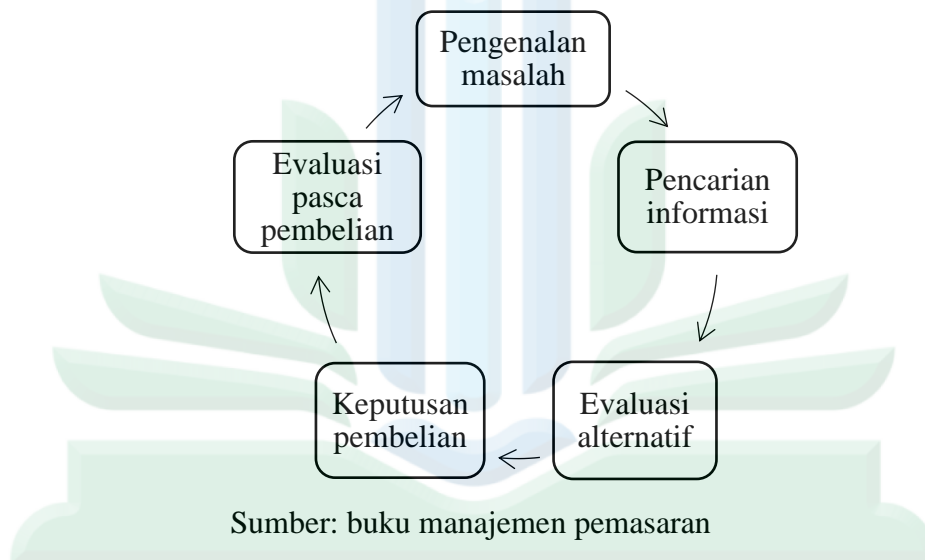 Pengenalan
masalah
Pencarian
informasi
Evaluasi
alternatif
Keputusan
pembelian
Evaluasi
pasca
pembelian
Sumber: buku manajemen pemasaran